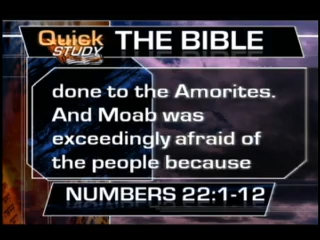 Quick
STUDY
THE BIBLE
done to the Amorites.
And Moab was
exceedingly afraid of
the people because
NUMBERS 22:1-12